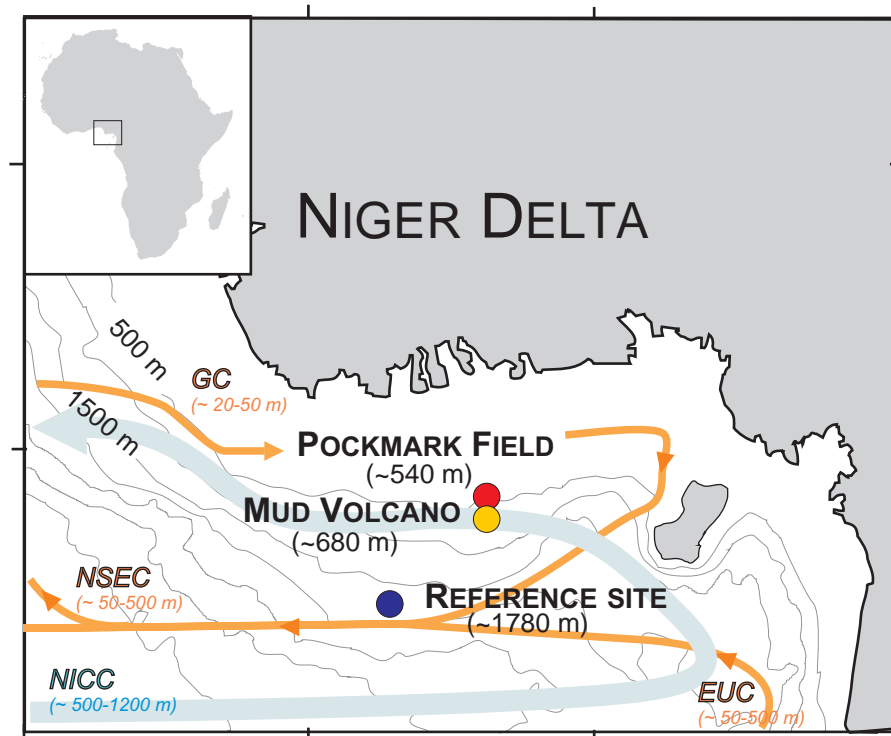 NIGER DELTA
500 m
GC
(~ 20-50 m)
1500 m
POCKMARK FIELD
(~540 m)
MUD VOLCANO
(~680 m)
NSEC
(~ 50-500 m)
REFERENCE SITE
(~1780 m)
NICC
(~ 500-1200 m)
EUC
(~ 50-500 m)